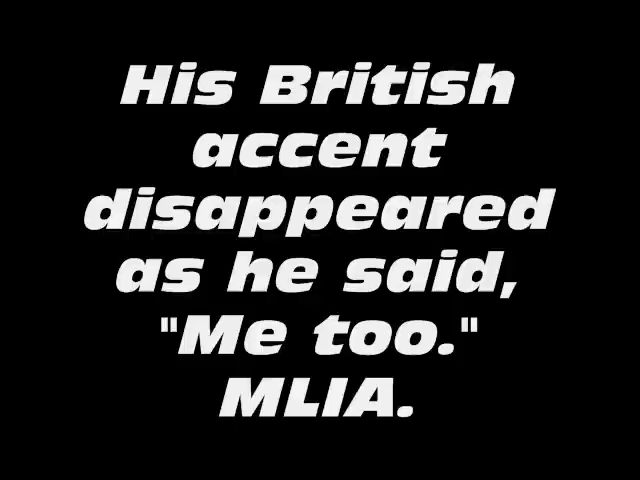 His British
accent
disappeared
as he said,
"Me too."
MLIA.